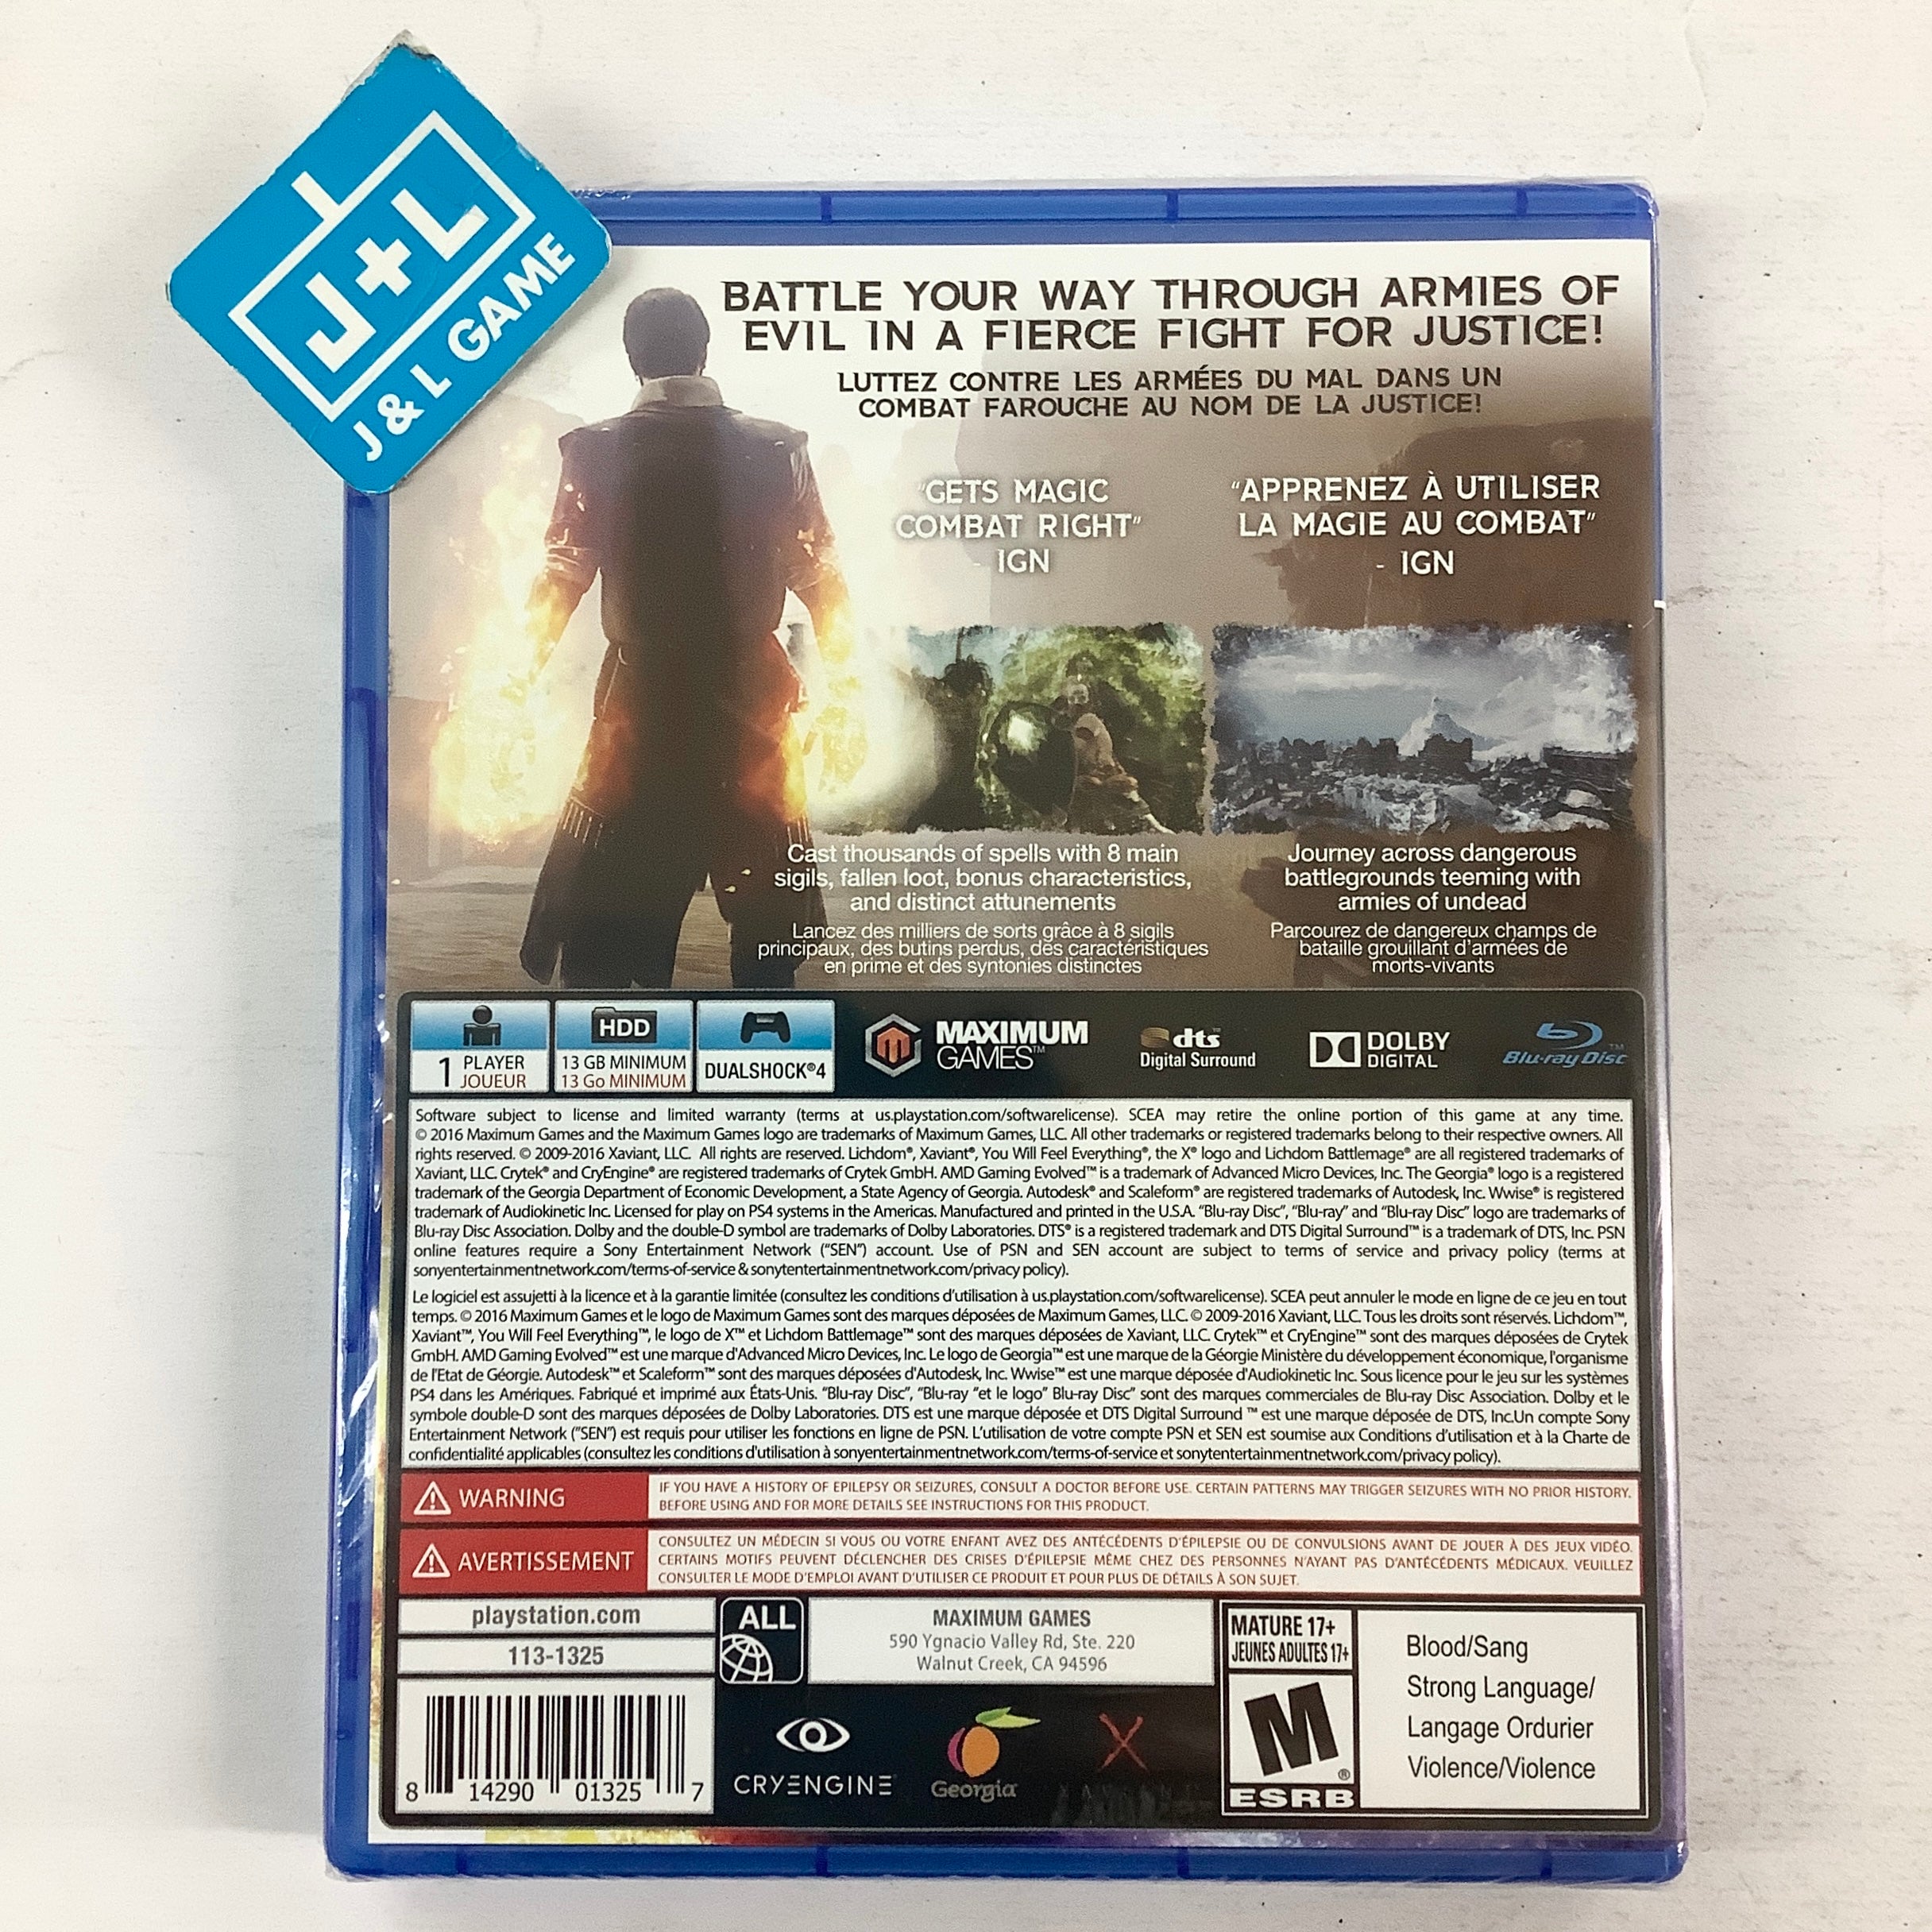 J+L
J & L GAME
BATTLE YOUR WAY THROUGH ARMIES OF
EVIL IN A FIERCE FIGHT FOR JUSTICE!
LUTTEZ CONTRE LES ARMÉES DU MAL DANS UN
COMBAT FAROUCHE AU NOM DE LA JUSTICE!
"GETS MAGIC
COMBAT RIGHT"
- IGN
"APPRENEZ À UTILISER
LA MAGIE AU COMBAT"
- IGN
Cast thousands of spells with 8 main
sigils, fallen loot, bonus characteristics,
and distinct attunements
Lancez des milliers de sorts grâce à 8 sigils
principaux, des butins perdus, des caractéristiques
en prime et des syntonies distinctes
Journey across dangerous
battlegrounds teeming with
armies of undead
Parcourez de dangereux champs de
bataille grouillant d'armées de
morts-vivants
1 PLAYER
JOUEUR
HDD
13 GB MINIMUM
13 Go MINIMUM
DUALSHOCK®4
MAXIMUM
GAMES™
dts
Digital Surround
DOLBY
DIGITAL
Blu-ray Disc™
Software subject to license and limited warranty (terms at us.playstation.com/softwarelicense). SCEA may retire the online portion of this game at any time.
© 2016 Maximum Games and the Maximum Games logo are trademarks of Maximum Games, LLC. All other trademarks or registered trademarks belong to their respective owners. All
rights reserved. © 2009-2016 Xaviant, LLC. All rights are reserved. Lichdom®, Xaviant®, You Will Feel Everything®, the X® logo and Lichdom Battlemage® are all registered trademarks of
Xaviant, LLC. Crytek® and CryEngine® are registered trademarks of Crytek GmbH. AMD Gaming Evolved™ is a trademark of Advanced Micro Devices, Inc. The Georgia® logo is a registered
trademark of the Georgia Department of Economic Development, a State Agency of Georgia. Autodesk® and Scaleform® are registered trademarks of Autodesk, Inc. Wwise® is registered
trademark of Audiokinetic Inc. Licensed for play on PS4 systems in the Americas. Manufactured and printed in the U.S.A. "Blu-ray Disc", "Blu-ray" and "Blu-ray Disc" logo are trademarks of
Blu-ray Disc Association. Dolby and the double-D symbol are trademarks of Dolby Laboratories. DTS® is a registered trademark and DTS Digital Surround™ is a trademark of DTS, Inc. PSN
online features require a Sony Entertainment Network ("SEN") account. Use of PSN and SEN account are subject to terms of service and privacy policy (terms at
sonyentertainmentnetwork.com/terms-of-service & sonytentertainmentnetwork.com/privacy policy).
Le logiciel est assujetti à la licence et à la garantie limitée (consultez les conditions d'utilisation à us.playstation.com/softwarelicense). SCEA peut annuler le mode en ligne de ce jeu en tout
temps. © 2016 Maximum Games et le logo de Maximum Games sont des marques déposées de Maximum Games, LLC. © 2009-2016 Xaviant, LLC. Tous les droits sont réservés. Lichdom™,
Xaviant™, You Will Feel Everything™, le logo de X™ et Lichdom Battlemage™ sont des marques déposées de Xaviant, LLC. Crytek™ et CryEngine™ sont des marques déposées de Crytek
GmbH. AMD Gaming Evolved™ est une marque d'Advanced Micro Devices, Inc. Le logo de Georgia™ est une marque de la Géorgie Ministère du développement économique, l'organisme
de l'Etat de Géorgie. Autodesk™ et Scaleform™ sont des marques déposées d'Autodesk, Inc. Wwise™ est une marque déposée d'Audiokinetic Inc. Sous licence pour le jeu sur les systèmes
PS4 dans les Amériques. Fabriqué et imprimé aux États-Unis. "Blu-ray Disc", "Blu-ray "et le logo" Blu-ray Disc" sont des marques commerciales de Blu-ray Disc Association. Dolby et le
symbole double-D sont des marques déposées de Dolby Laboratories. DTS est une marque déposée et DTS Digital Surround ™ est une marque déposée de DTS, Inc.Un compte Sony
Entertainment Network ("SEN") est requis pour utiliser les fonctions en ligne de PSN. L'utilisation de votre compte PSN et SEN est soumise aux Conditions d'utilisation et à la Charte de
confidentialité applicables (consultez les conditions d'utilisation à sonyentertainmentnetwork.com/terms-of-service et sonytentertainmentnetwork.com/privacy policy).
WARNING
IF YOU HAVE A HISTORY OF EPILEPSY OR SEIZURES, CONSULT A DOCTOR BEFORE USE. CERTAIN PATTERNS MAY TRIGGER SEIZURES WITH NO PRIOR HISTORY.
BEFORE USING AND FOR MORE DETAILS SEE INSTRUCTIONS FOR THIS PRODUCT.
AVERTISSEMENT
CONSULTEZ UN MÉDECIN SI VOUS OU VOTRE ENFANT AVEZ DES ANTÉCÉDENTS D'ÉPILEPSIE OU DE CONVULSIONS AVANT DE JOUER À DES JEUX VIDÉO.
CERTAINS MOTIFS PEUVENT DÉCLENCHER DES CRISES D'ÉPILEPSIE MÊME CHEZ DES PERSONNES N'AYANT PAS D'ANTÉCÉDENTS MÉDICAUX. VEUILLEZ
CONSULTER LE MODE D'EMPLOI AVANT D'UTILISER CE PRODUIT ET POUR PLUS DE DÉTAILS À SON SUJET.
playstation.com
113-1325
8 14290 01325 7
ALL
MAXIMUM GAMES
590 Ygnacio Valley Rd, Ste. 220
Walnut Creek, CA 94596
CRYENGINE
Georgia
X
MATURE 17+
JEUNES ADULTES 17+
M
ESRB
Blood/Sang
Strong Language/
Langage Ordurier
Violence/Violence